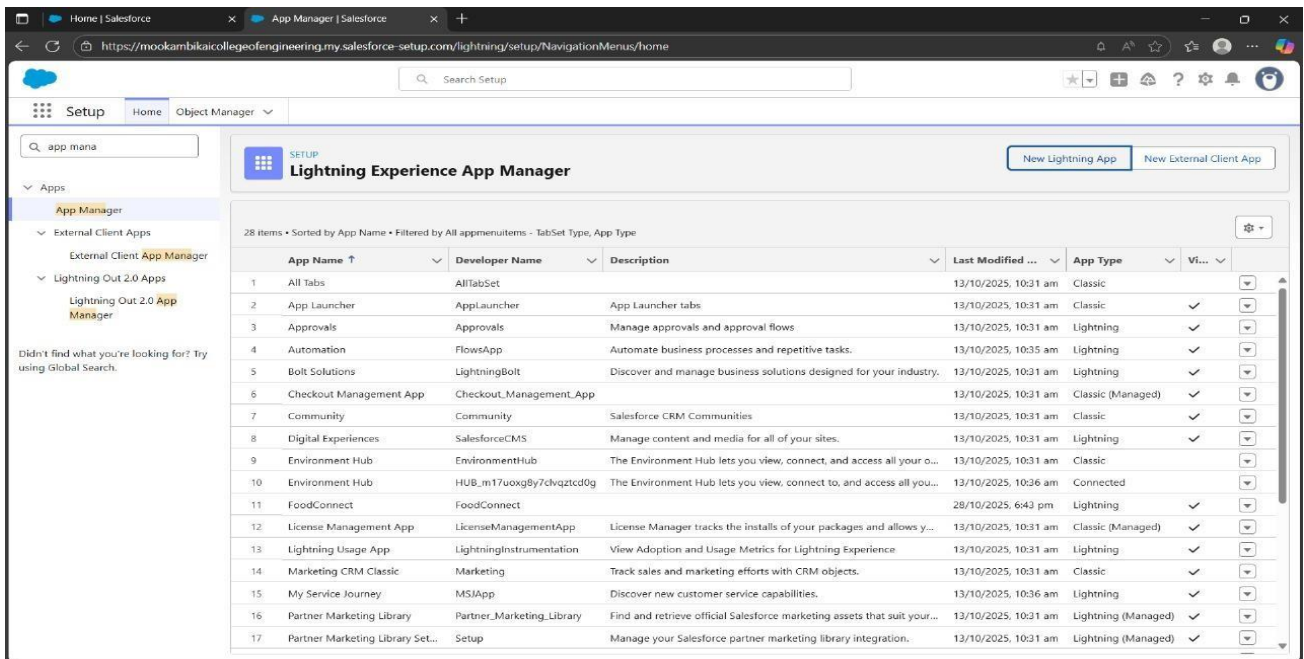 Home | Salesforce
App Manager | Salesforce
https://mookambikaicollegeofengineering.my.salesforce-setup.com/lightning/setup/NavigationMenus/home
Search Setup
Setup Home Object Manager
app mana
Apps
App Manager
External Client Apps
External Client App Manager
Lightning Out 2.0 Apps
Lightning Out 2.0 App
Manager
Didn't find what you're looking for? Try
using Global Search.
SETUP
Lightning Experience App Manager
New Lightning App New External Client App
28 items • Sorted by App Name • Filtered by All appmenuitems - TabSet Type, App Type
App Name ↑ Developer Name Description Last Modified ... App Type Vi...
1 All Tabs AllTabSet 13/10/2025, 10:31 am Classic
2 App Launcher AppLauncher App Launcher tabs 13/10/2025, 10:31 am Classic
3 Approvals Approvals Manage approvals and approval flows 13/10/2025, 10:31 am Lightning
4 Automation FlowsApp Automate business processes and repetitive tasks. 13/10/2025, 10:35 am Lightning
5 Bolt Solutions LightningBolt Discover and manage business solutions designed for your industry. 13/10/2025, 10:31 am Lightning
6 Checkout Management App Checkout_Management_App 13/10/2025, 10:31 am Classic (Managed)
7 Community Community Salesforce CRM Communities 13/10/2025, 10:31 am Classic
8 Digital Experiences SalesforceCMS Manage content and media for all of your sites. 13/10/2025, 10:31 am Lightning
9 Environment Hub EnvironmentHub The Environment Hub lets you view, connect, and access all your o... 13/10/2025, 10:31 am Classic
10 Environment Hub HUB_m17uoxg8y7clvqztcd0g The Environment Hub lets you view, connect to, and access all you... 13/10/2025, 10:36 am Connected
11 FoodConnect FoodConnect 28/10/2025, 6:43 pm Lightning
12 License Management App LicenseManagementApp License Manager tracks the installs of your packages and allows y... 13/10/2025, 10:31 am Classic (Managed)
13 Lightning Usage App LightningInstrumentation View Adoption and Usage Metrics for Lightning Experience 13/10/2025, 10:31 am Lightning
14 Marketing CRM Classic Marketing Track sales and marketing efforts with CRM objects. 13/10/2025, 10:31 am Classic
15 My Service Journey MSJApp Discover new customer service capabilities. 13/10/2025, 10:36 am Lightning
16 Partner Marketing Library Partner_Marketing_Library Find and retrieve official Salesforce marketing assets that suit your... 13/10/2025, 10:31 am Lightning (Managed)
17 Partner Marketing Library Set... Setup Manage your Salesforce partner marketing library integration. 13/10/2025, 10:31 am Lightning (Managed)